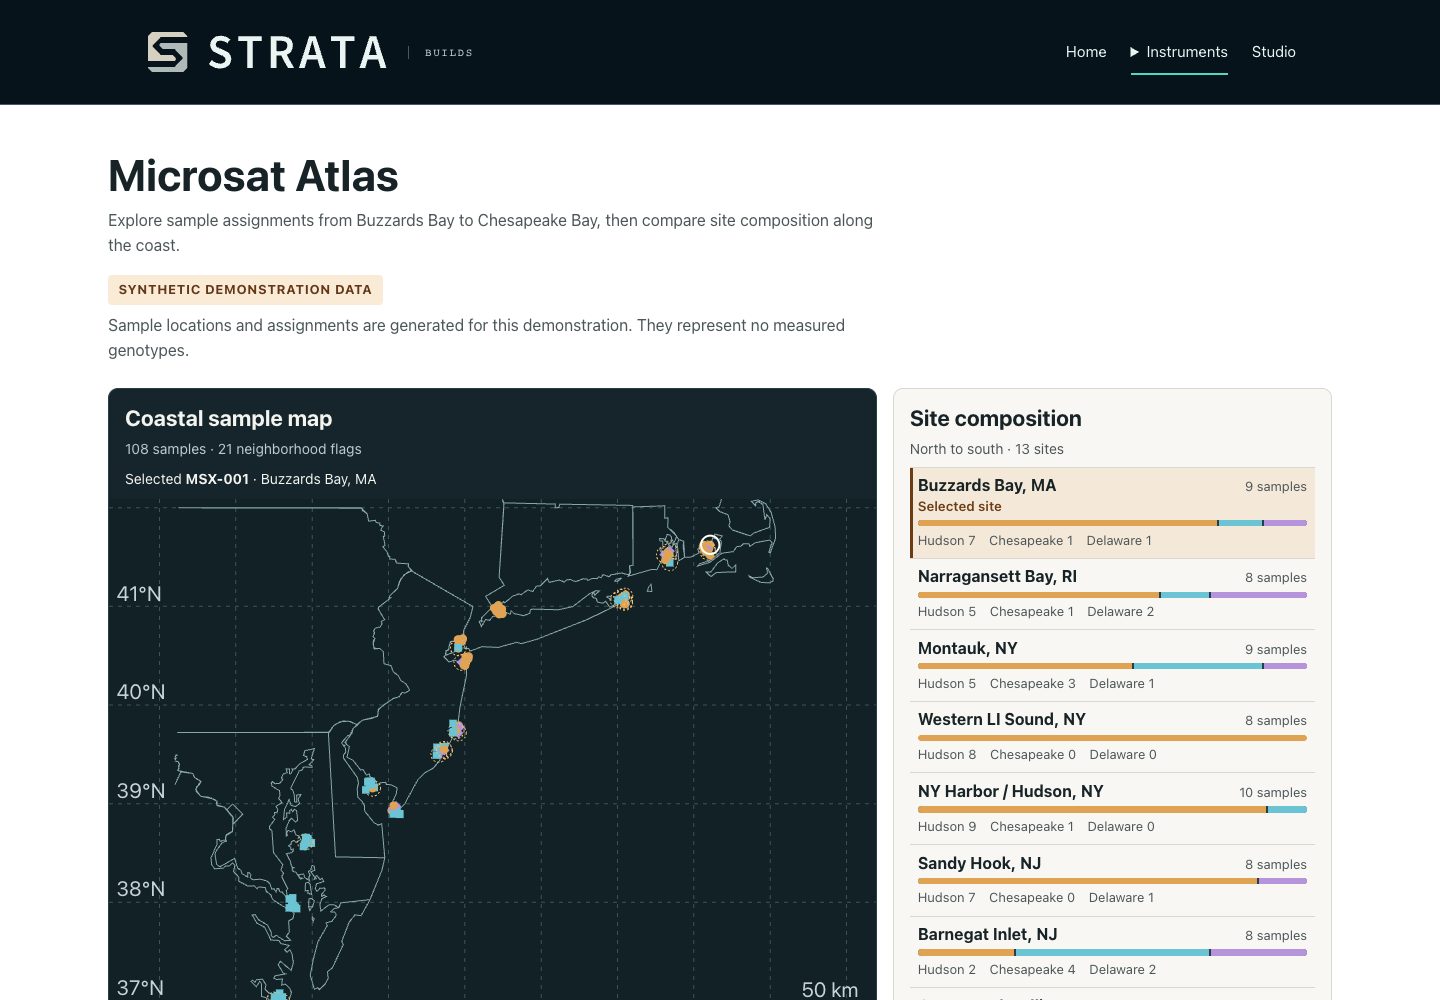 STRATA
BUILDS
Home
Instruments
Studio
Microsat Atlas
Explore sample assignments from Buzzards Bay to Chesapeake Bay, then compare site composition along
the coast.
SYNTHETIC DEMONSTRATION DATA
Sample locations and assignments are generated for this demonstration. They represent no measured
genotypes.
Coastal sample map
108 samples · 21 neighborhood flags
Selected MSX-001 · Buzzards Bay, MA
41°N
40°N
39°N
38°N
37°N
50 km
Site composition
North to south · 13 sites
Buzzards Bay, MA 9 samples
Selected site
Hudson 7 Chesapeake 1 Delaware 1
Narragansett Bay, RI 8 samples
Hudson 5 Chesapeake 1 Delaware 2
Montauk, NY 9 samples
Hudson 5 Chesapeake 3 Delaware 1
Western LI Sound, NY 8 samples
Hudson 8 Chesapeake 0 Delaware 0
NY Harbor / Hudson, NY 10 samples
Hudson 9 Chesapeake 1 Delaware 0
Sandy Hook, NJ 8 samples
Hudson 7 Chesapeake 0 Delaware 1
Barnegat Inlet, NJ 8 samples
Hudson 2 Chesapeake 4 Delaware 2